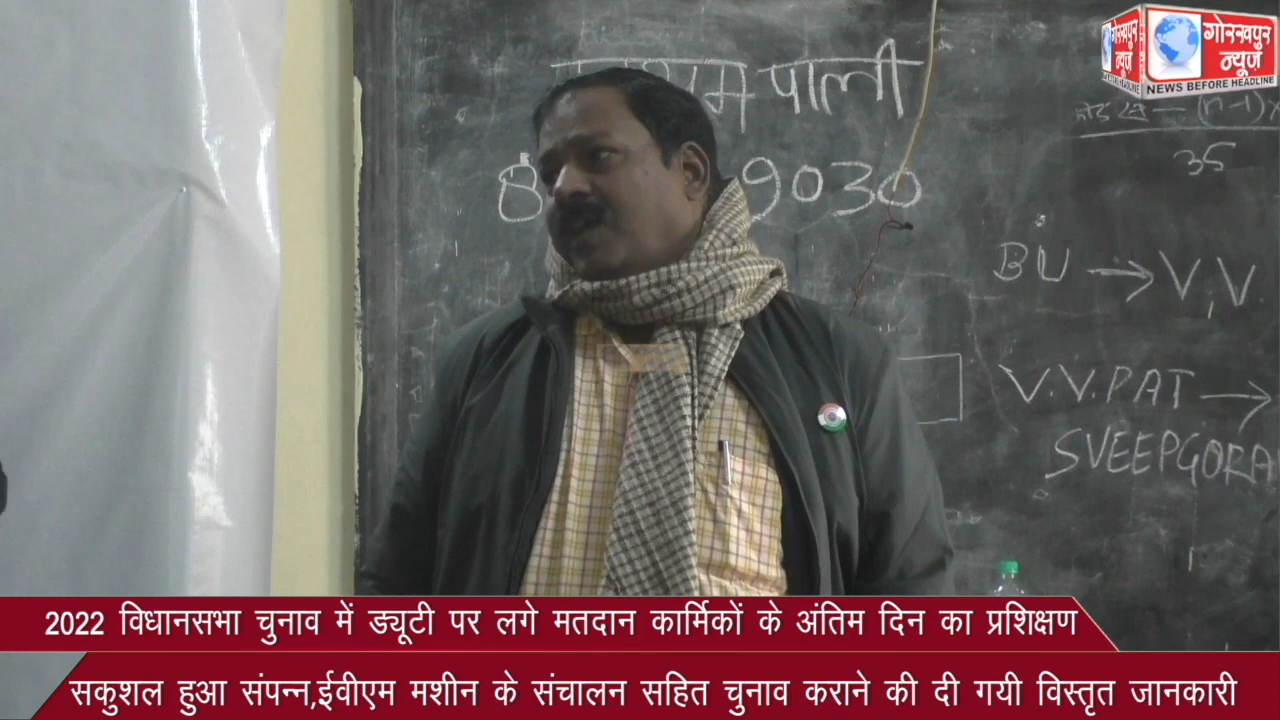 गोरखपुर
न्यूज़
NEWS BEFORE HEADLINE
पाली
9030
(n-1)
35
BU → V.V
V.V.PAT →
SVEEPGORA
2022 विधानसभा चुनाव में ड्यूटी पर लगे मतदान कार्मिकों के अंतिम दिन का प्रशिक्षण
सकुशल हुआ संपन्न,ईवीएम मशीन के संचालन सहित चुनाव कराने की दी गयी विस्तृत जानकारी